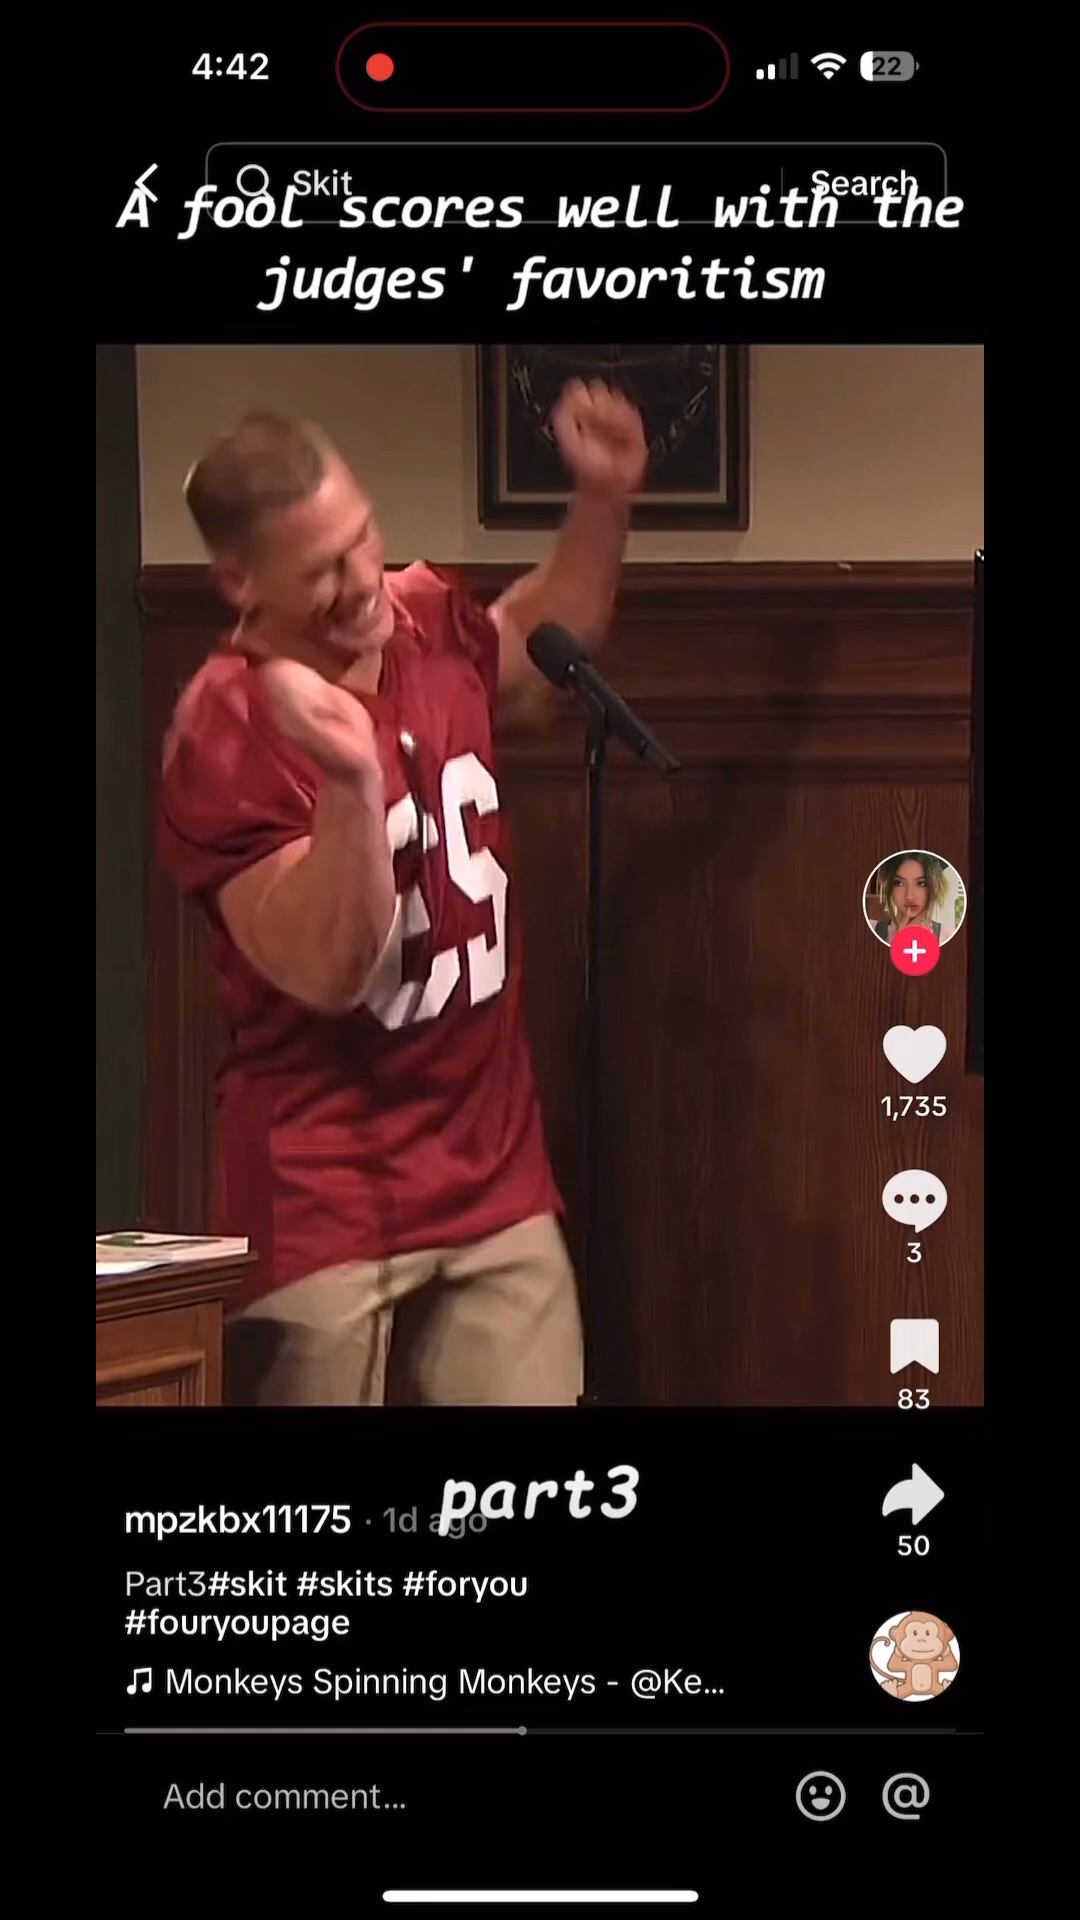 4:42
22
Skit
Search
A fool scores well with the
judges' favoritism
1,735
3
83
part3
mpzkbx11175 · 1d ago
50
Part3#skit #skits #foryou
#fouryoupage
Monkeys Spinning Monkeys - @Ke...
Add comment...